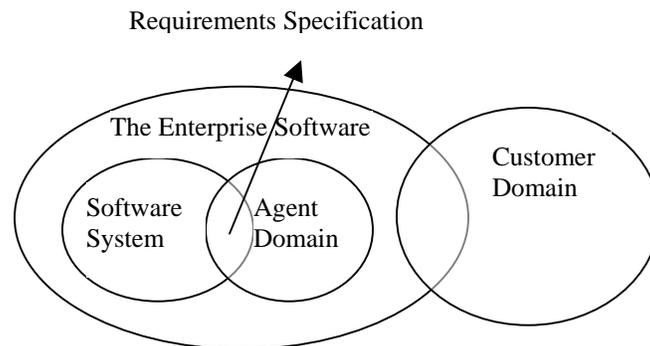 Requirements Specification
The Enterprise Software
Customer
Domain
Software
System
Agent
Domain